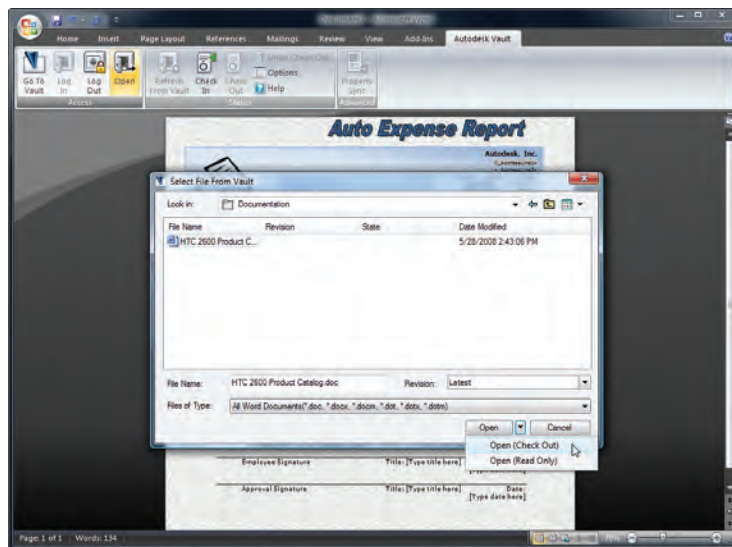 Home Insert Page Layout References Mailings Review View Add-Ins Autodesk Vault
Go To Vault
Log In
Log Out
Open
Refresh From Vault
Check In
Check Out
Options
Help
Property Sync
Access Status Advanced
Auto Expense Report
Autodesk, Inc.
Select File From Vault
Look in: Documentation
File Name Revision State Date Modified
HTC 2600 Product C... 5/28/2008 2:43:06 PM
File Name: HTC 2600 Product Catalog.doc Revision: Latest
Files of Type: All Word Documents(*.doc, *.docx, *.docm, *.dot, *.dotx, *.dotm)
Open Cancel
Open (Check Out)
Open (Read Only)
Employee Signature Title: [Type title here]
Approval Signature Title: [Type title here] Date:
[Type date here]
Page: 1 of 1 Words: 134 70%